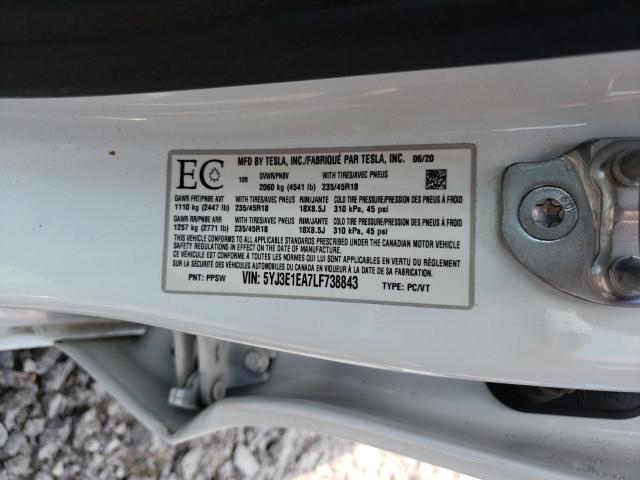 EC
MFD BY TESLA, INC./FABRIQUÉ PAR TESLA, INC. 06/20
126 GVWR/PNBV WITH TIRES/AVEC PNEUS
2060 kg (4541 lb) 235/45R18
GAWR FRT/PNBE AVT WITH TIRES/AVEC PNEUS RIM/JANTE COLD TIRE PRESSURE/PRESSION DES PNEUS À FROID
1110 kg (2447 lb) 235/45R18 18X8.5J 310 kPa, 45 psi
GAWR RR/PNBE ARR WITH TIRES/AVEC PNEUS RIM/JANTE COLD TIRE PRESSURE/PRESSION DES PNEUS À FROID
1257 kg (2771 lb) 235/45R18 18X8.5J 310 kPa, 45 psi
THIS VEHICLE CONFORMS TO ALL APPLICABLE STANDARDS PRESCRIBED UNDER THE CANADIAN MOTOR VEHICLE
SAFETY REGULATIONS IN EFFECT ON THE DATE OF MANUFACTURE / CE VÉHICULE EST CONFORME À TOUTES LES
NORMES QUI LUI SONT APPLICABLES EN VERTU DU RÈGLEMENT
SUR LA SÉCURITÉ DES VÉHICULES AUTOMOBILES DU CANADA EN VIGUEUR À LA DATE DE SA FABRICATION.
PNT: PPSW VIN: 5YJ3E1EA7LF738843 TYPE: PC/VT